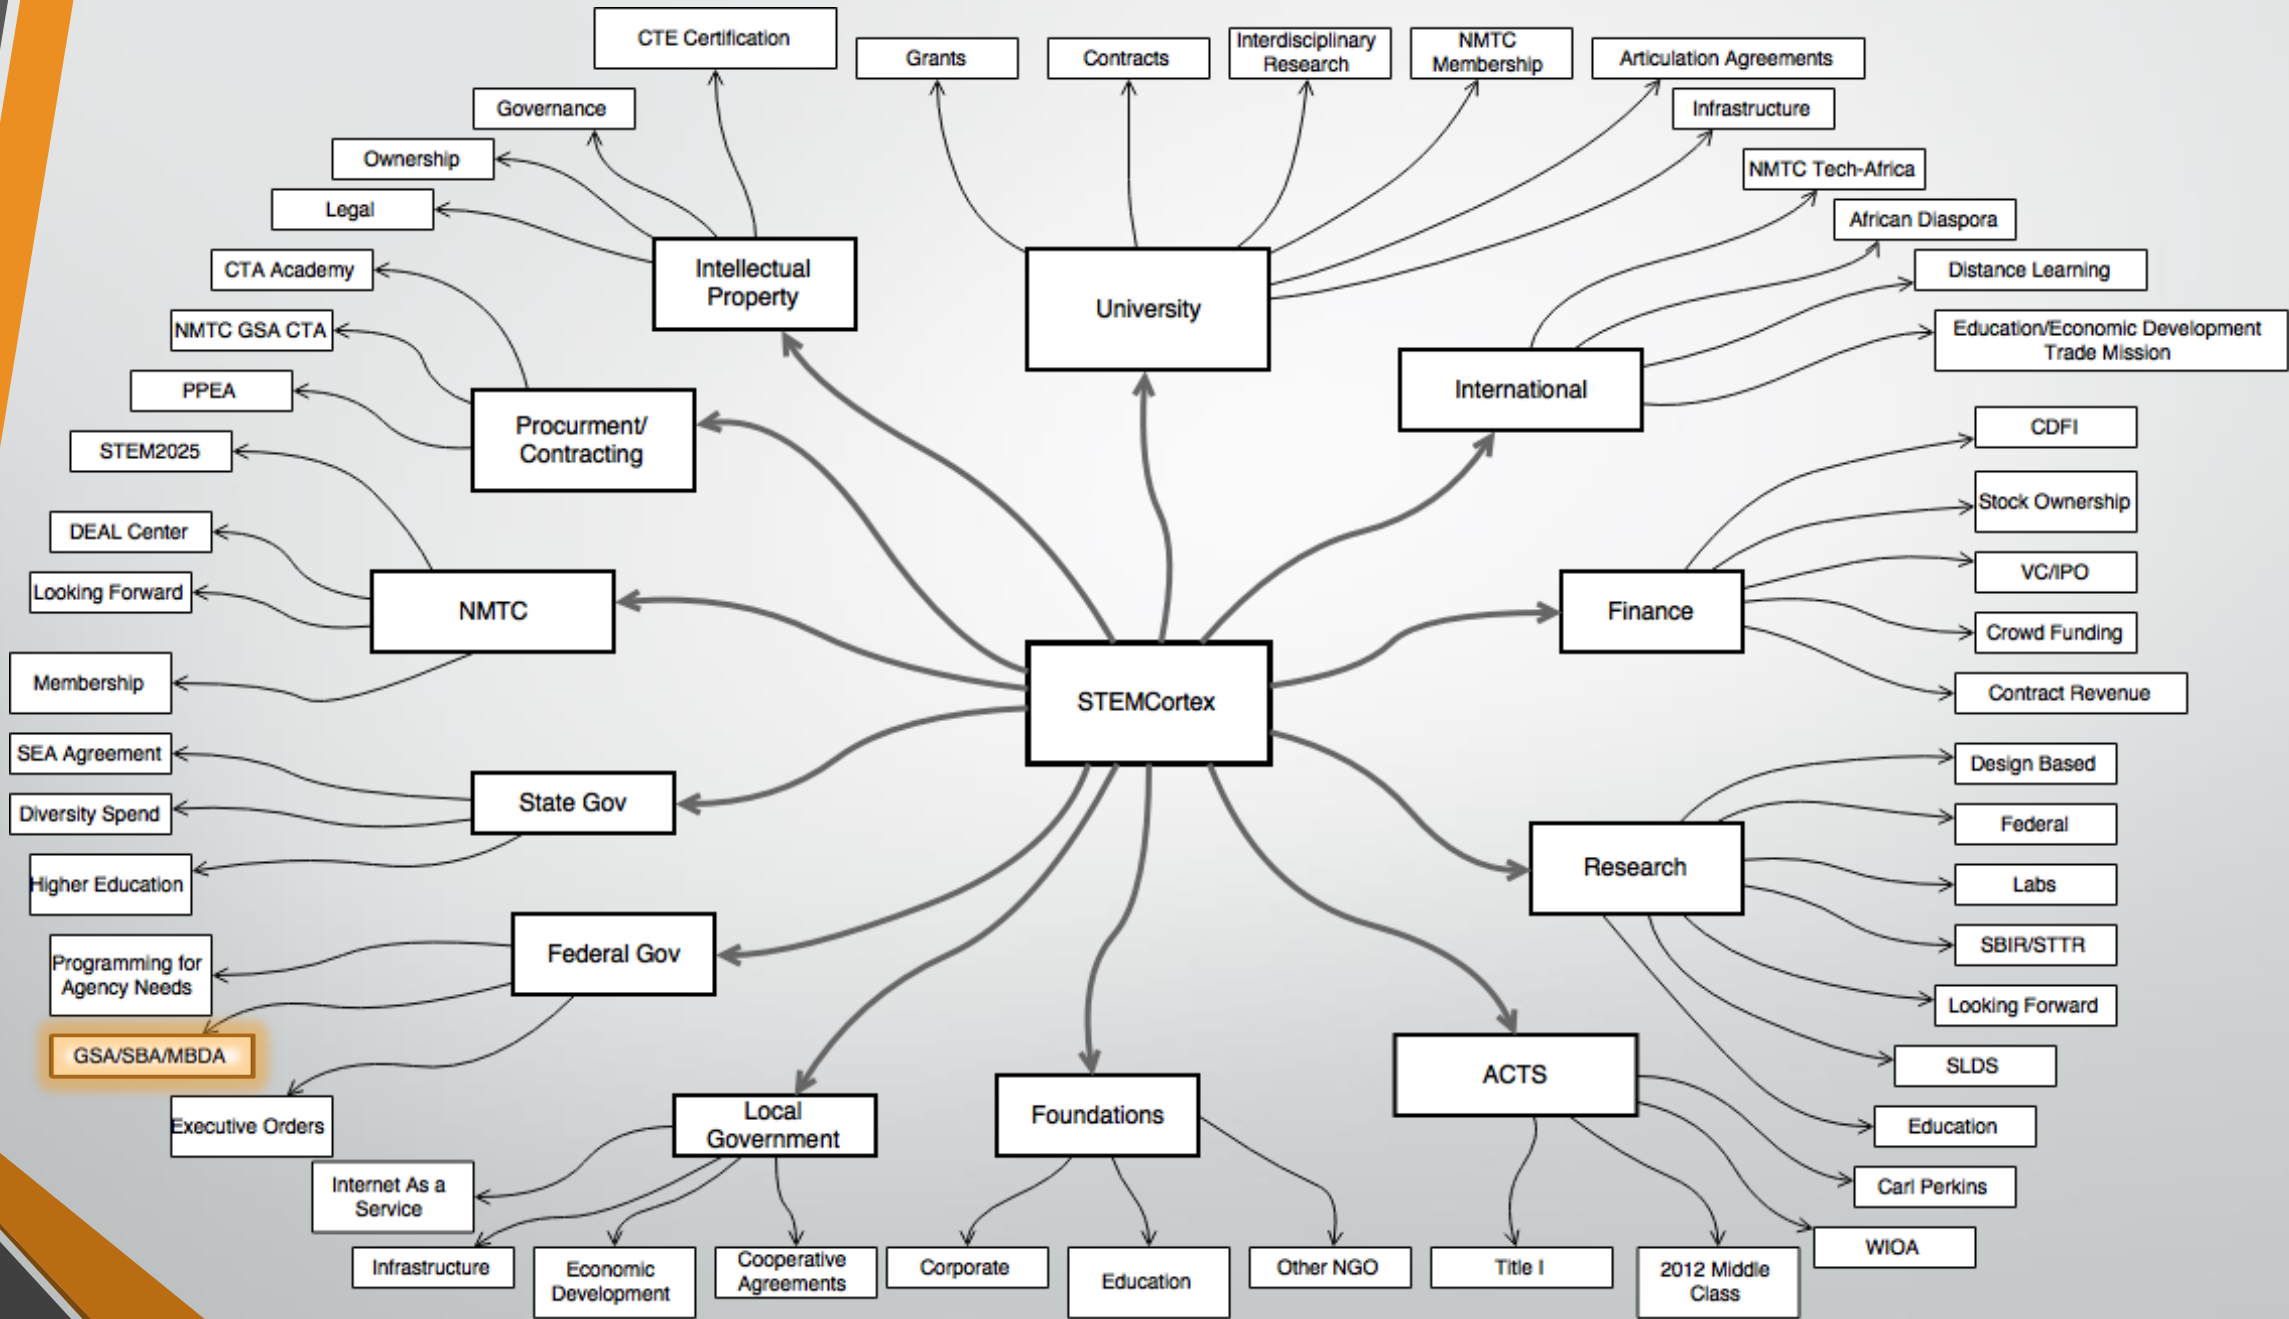 CTE Certification
Grants
Contracts
Interdisciplinary
Research
NMTC
Membership
Articulation Agreements
Governance
Infrastructure
Ownership
NMTC Tech-Africa
Legal
African Diaspora
CTA Academy
Intellectual
Property
University
Distance Learning
NMTC GSA CTA
Education/Economic Development
Trade Mission
PPEA
International
Procurment/
Contracting
CDFI
STEM2025
Stock Ownership
DEAL Center
VC/IPO
Looking Forward
NMTC
Finance
Crowd Funding
Membership
STEMCortex
Contract Revenue
SEA Agreement
Design Based
Diversity Spend
State Gov
Federal
Higher Education
Research
Labs
Programming for
Agency Needs
Federal Gov
SBIR/STTR
Looking Forward
GSA/SBA/MBDA
SLDS
ACTS
Executive Orders
Local
Government
Foundations
Education
Internet As a
Service
Carl Perkins
WIOA
Infrastructure
Economic
Development
Cooperative
Agreements
Corporate
Education
Other NGO
Title I
2012 Middle
Class